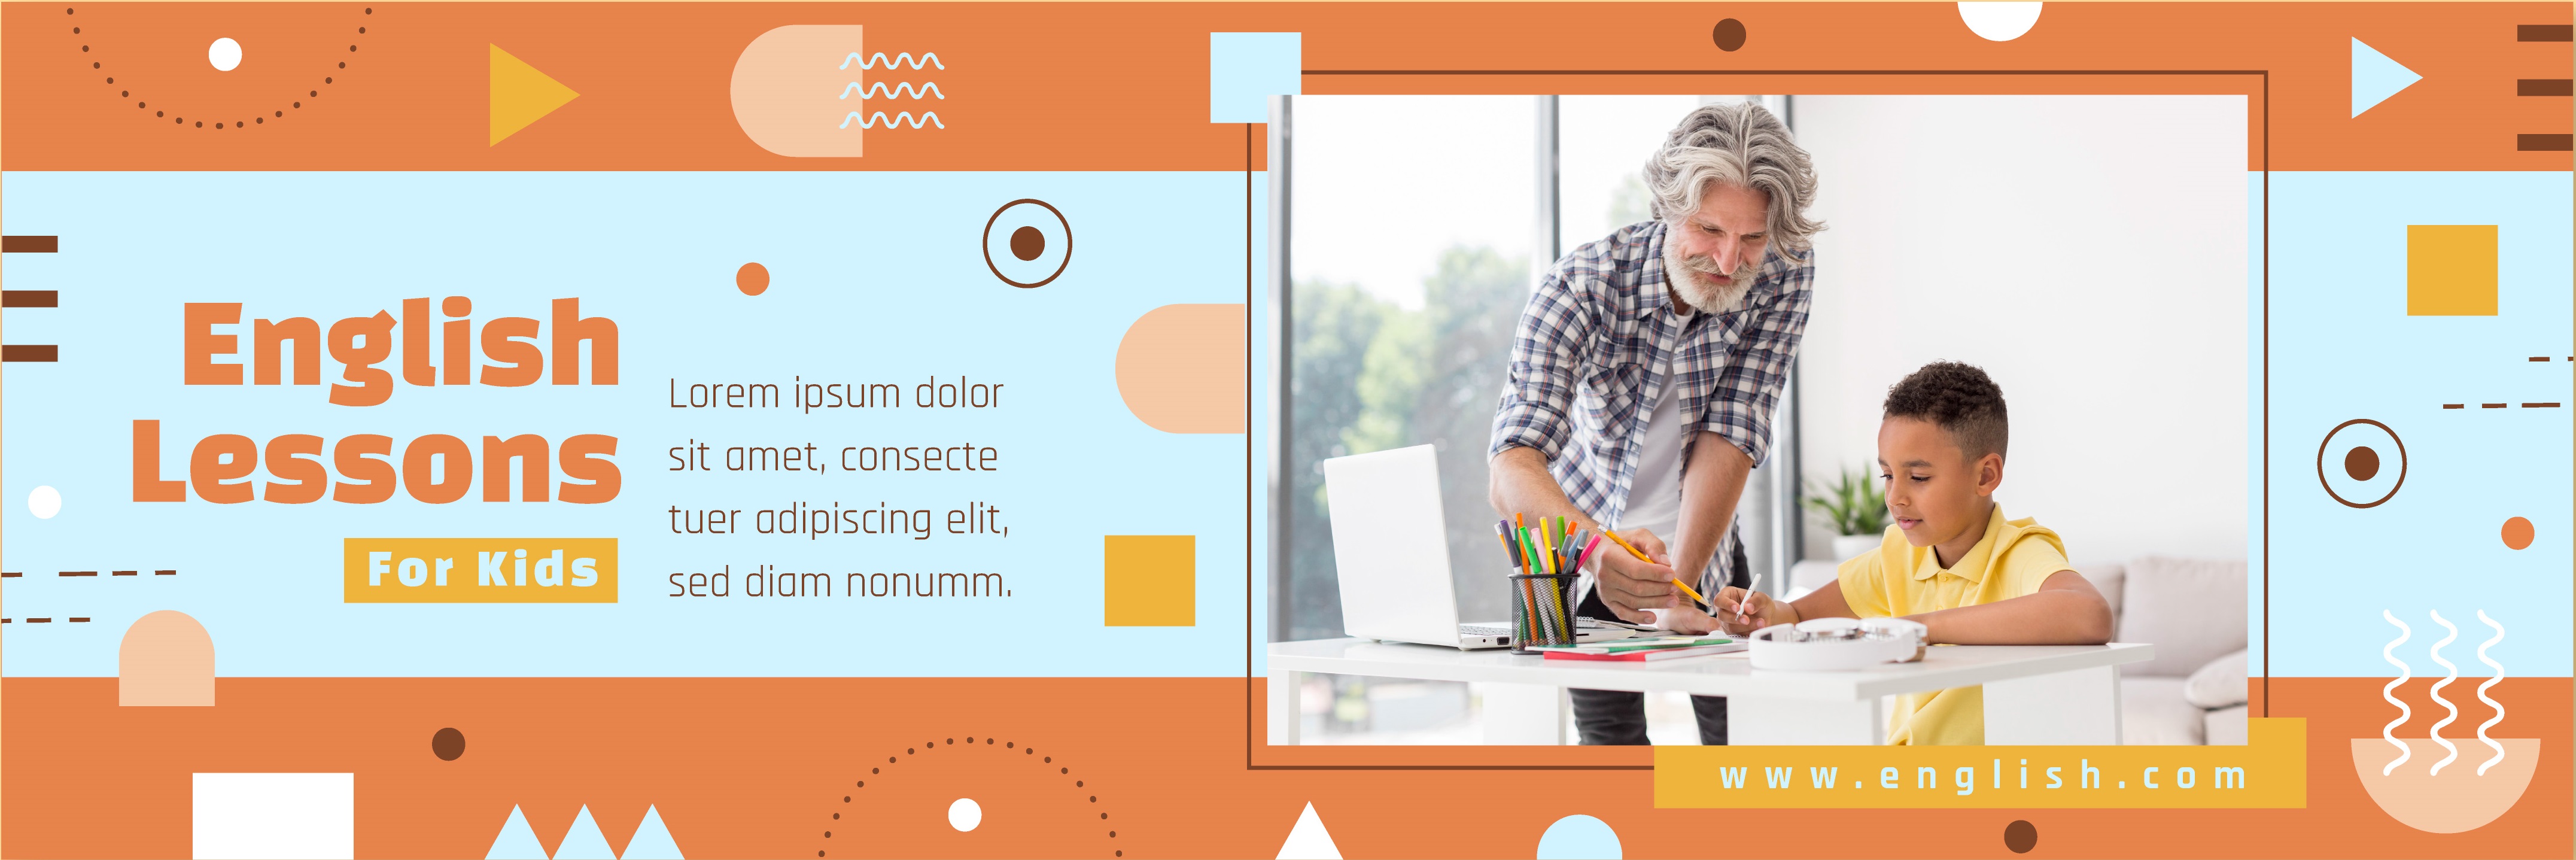 English
Lessons
For Kids
Lorem ipsum dolor
sit amet, consecte
tuer adipiscing elit,
sed diam nonumm.
www.english.com